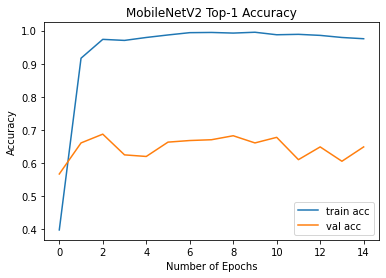 MobileNetV2 Top-1 Accuracy
1.0
0.9
0.8
0.7
0.6
0.5
0.4
Accuracy
0 2 4 6 8 10 12 14
Number of Epochs
train acc
val acc